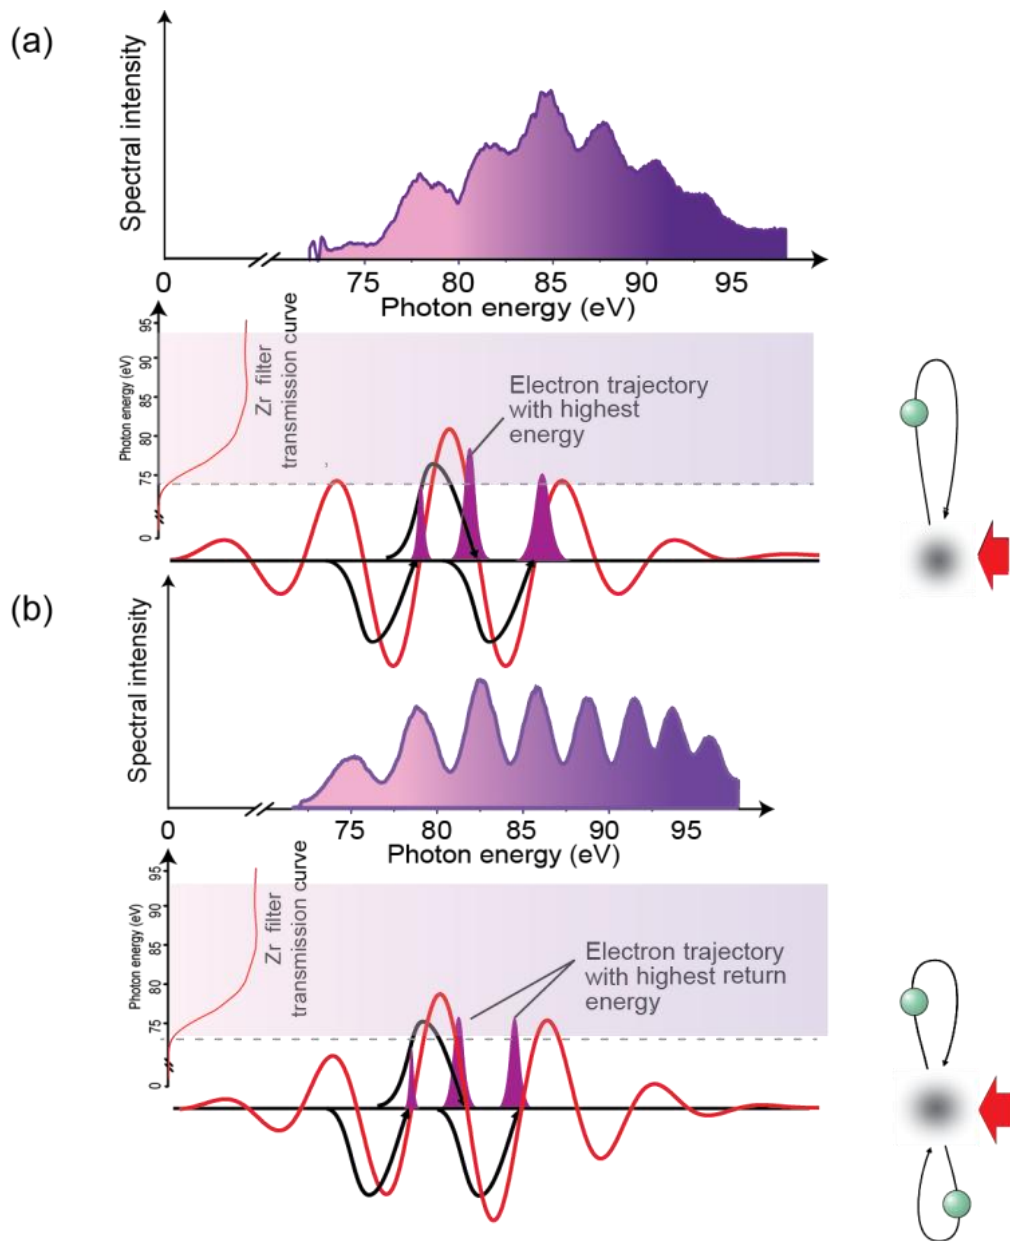 (a)
Spectral intensity
0
75
80
85
90
95
Photon energy (eV)
Photon energy (eV)
95
90
85
80
75
0
Zr filter
transmission curve
Electron trajectory
with highest
energy
(b)
Spectral intensity
0
75
80
85
90
95
Photon energy (eV)
Photon energy (eV)
95
90
85
80
75
0
Zr filter
transmission curve
Electron trajectory
with highest return
energy